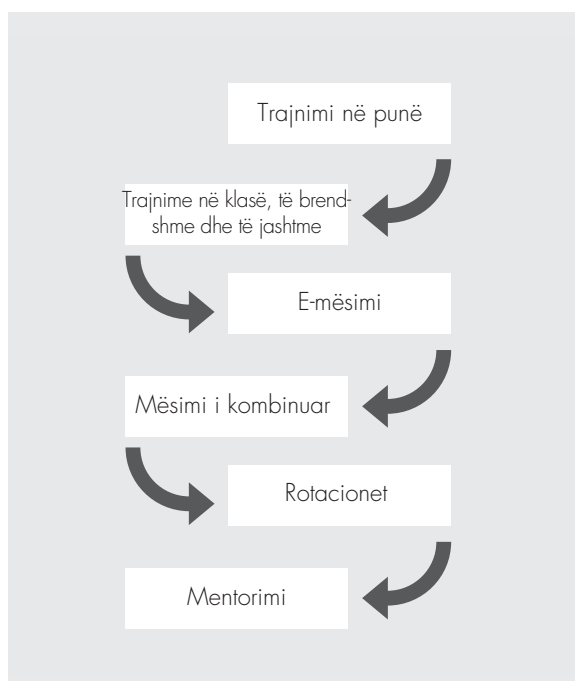 Trajnimi në punë
Trajnime në klasë, të brend-
shme dhe të jashtme
E-mësimi
Mësimi i kombinuar
Rotacionet
Mentorimi